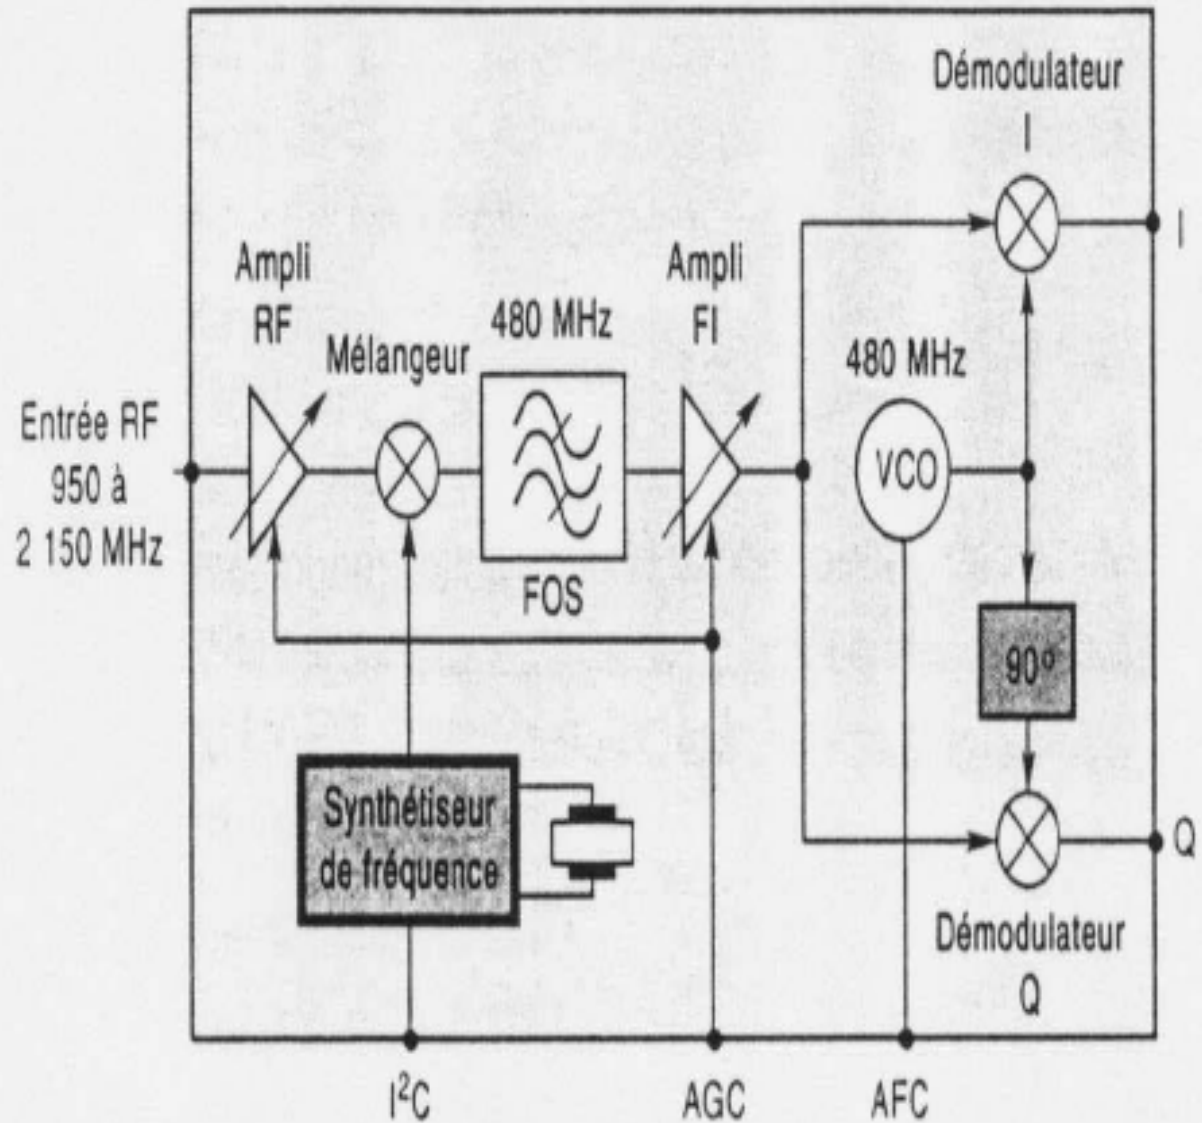 Démodulateur
I
I
Ampli
RF
Mélangeur
480 MHz
Ampli
FI
480 MHz
Entrée RF
950 à
2 150 MHz
VCO
FOS
90°
Synthétiseur
de fréquence
Q
Démodulateur
Q
I²C
AGC
AFC